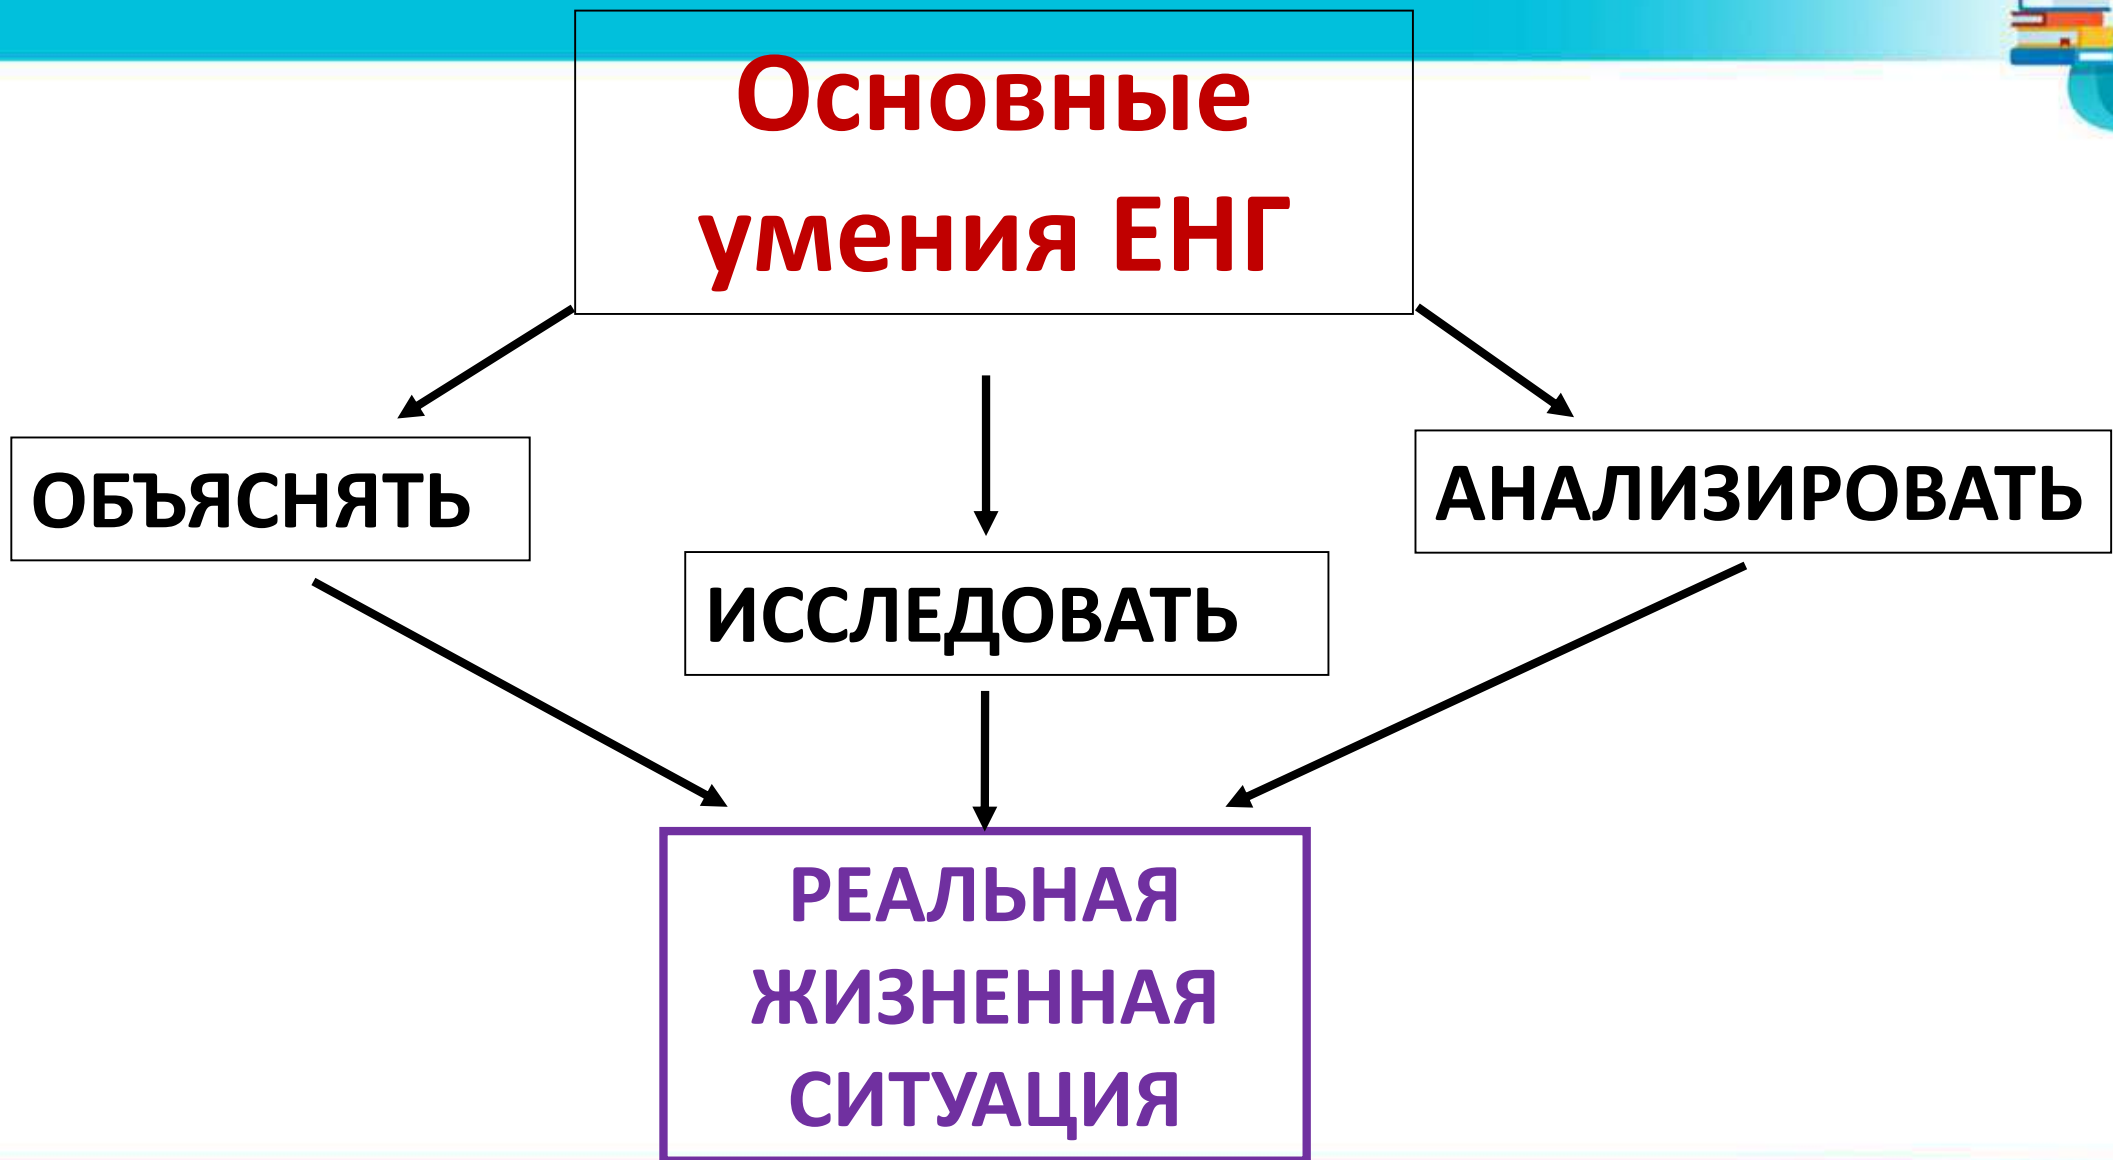 Основные
умения ЕНГ
ОБЪЯСНЯТЬ
АНАЛИЗИРОВАТЬ
ИССЛЕДОВАТЬ
РЕАЛЬНАЯ
ЖИЗНЕННАЯ
СИТУАЦИЯ